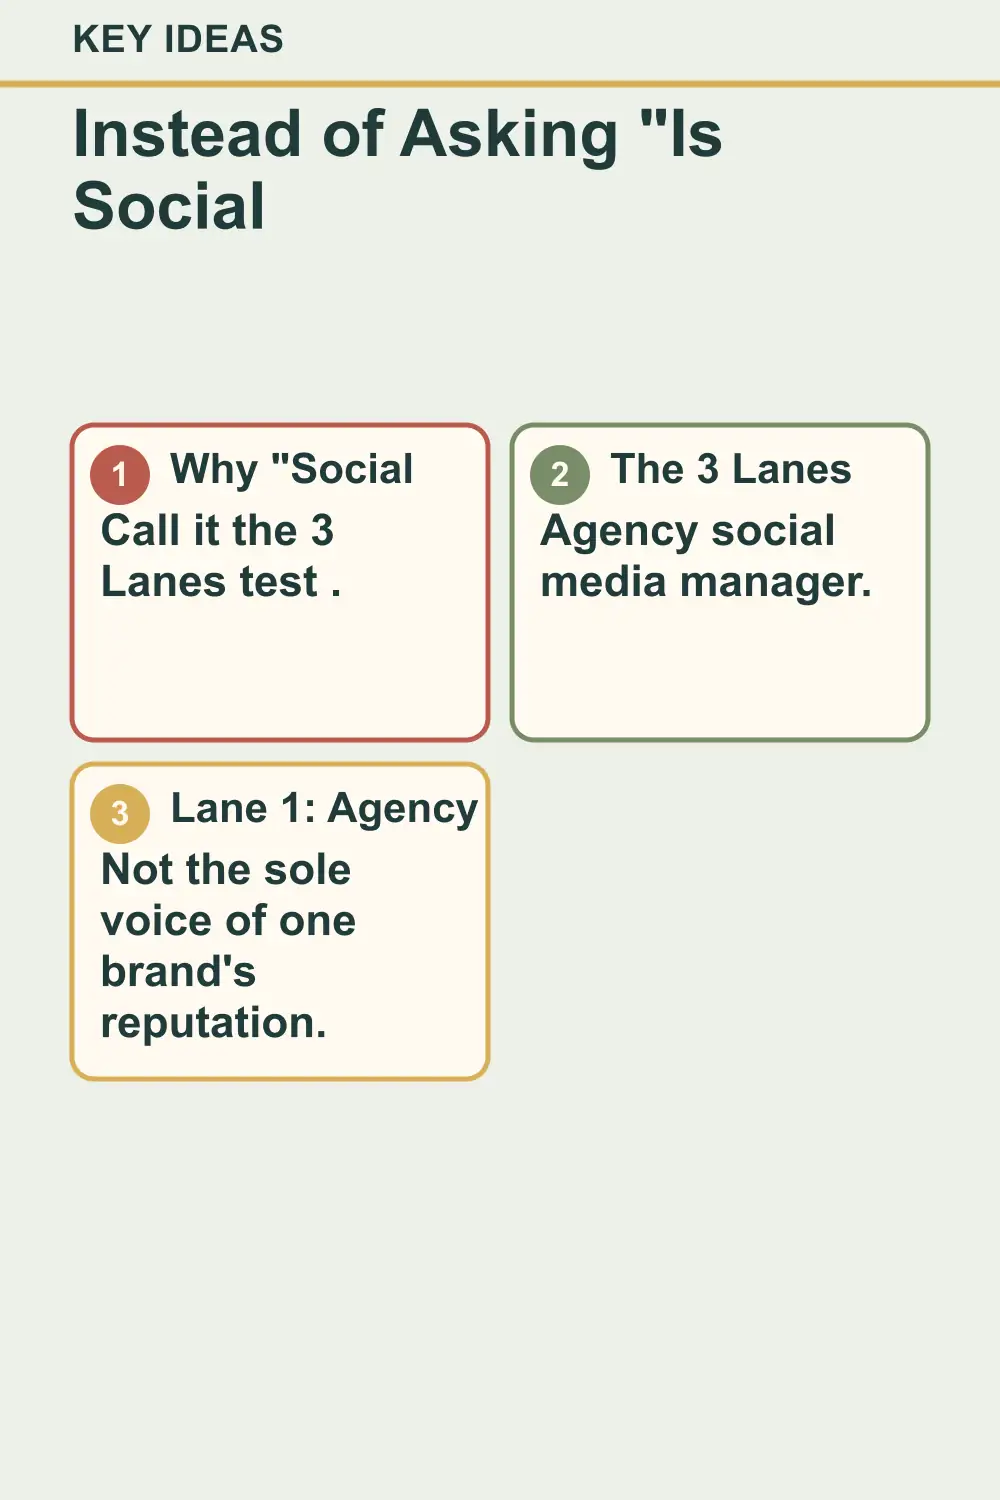 KEY IDEAS
Instead of Asking "Is
Social
1
Why "Social
Call it the 3
Lanes test .
2
The 3 Lanes
Agency social
media manager.
3
Lane 1: Agency
Not the sole
voice of one
brand's
reputation.